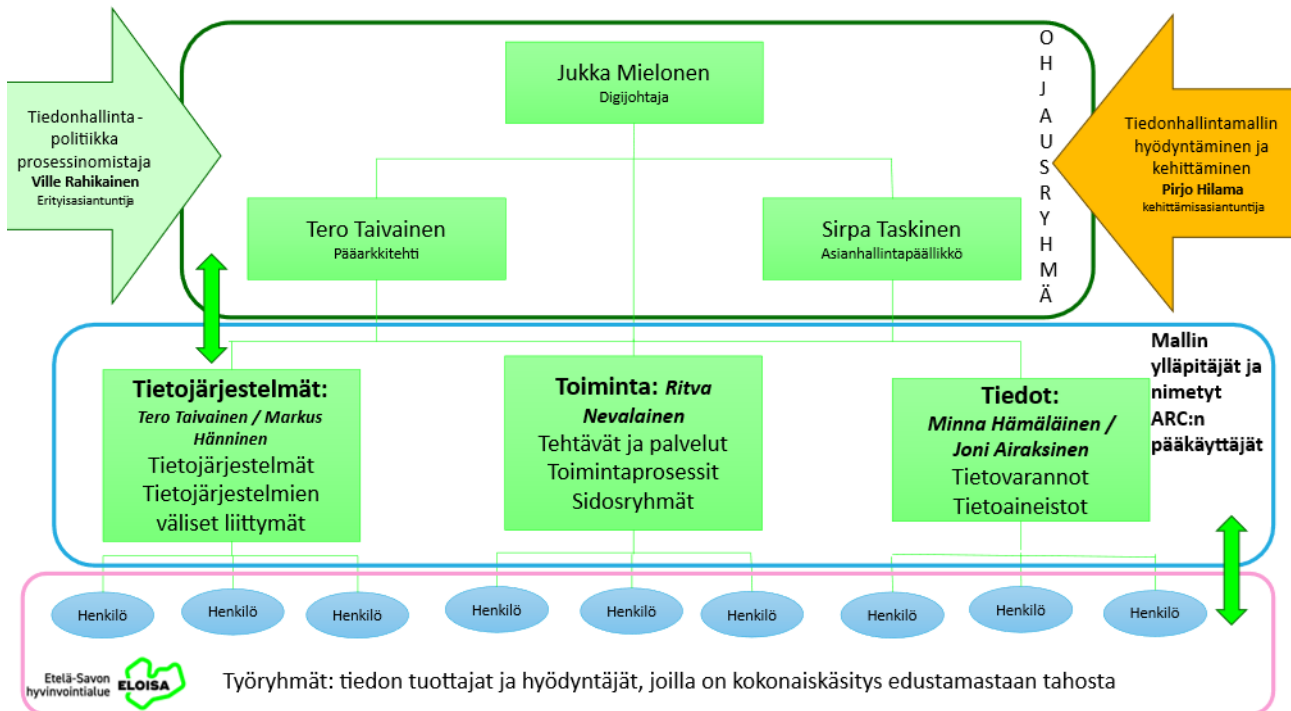 Tiedonhallinta-
politiikka
prosessinomistaja
Ville Rahikainen
Erityisasiantuntija
Jukka Mielonen
Digijohtaja
Tero Taivainen
Pääarkkitehti
Sirpa Taskinen
Asianhallintapäällikkö
OHJAUSRYHMÄ
Tiedonhallintamallin
hyödyntäminen ja
kehittäminen
Pirjo Hilama
kehittämisasiantuntija
Tietojärjestelmät:
Tero Taivainen / Markus
Hänninen
Tietojärjestelmät
Tietojärjestelmien
väliset liittymät
Toiminta: Ritva
Nevalainen
Tehtävät ja palvelut
Toimintaprosessit
Sidosryhmät
Tiedot:
Minna Hämäläinen /
Joni Airaksinen
Tietovarannot
Tietoaineistot
Mallin
ylläpitäjät ja
nimetyt
ARC:n
pääkäyttäjät
Henkilö
Henkilö
Henkilö
Henkilö
Henkilö
Henkilö
Henkilö
Henkilö
Henkilö
Etelä-Savon
hyvinvointialue
ELOISA
Työryhmät: tiedon tuottajat ja hyödyntäjät, joilla on kokonaiskäsitys edustamastaan tahosta